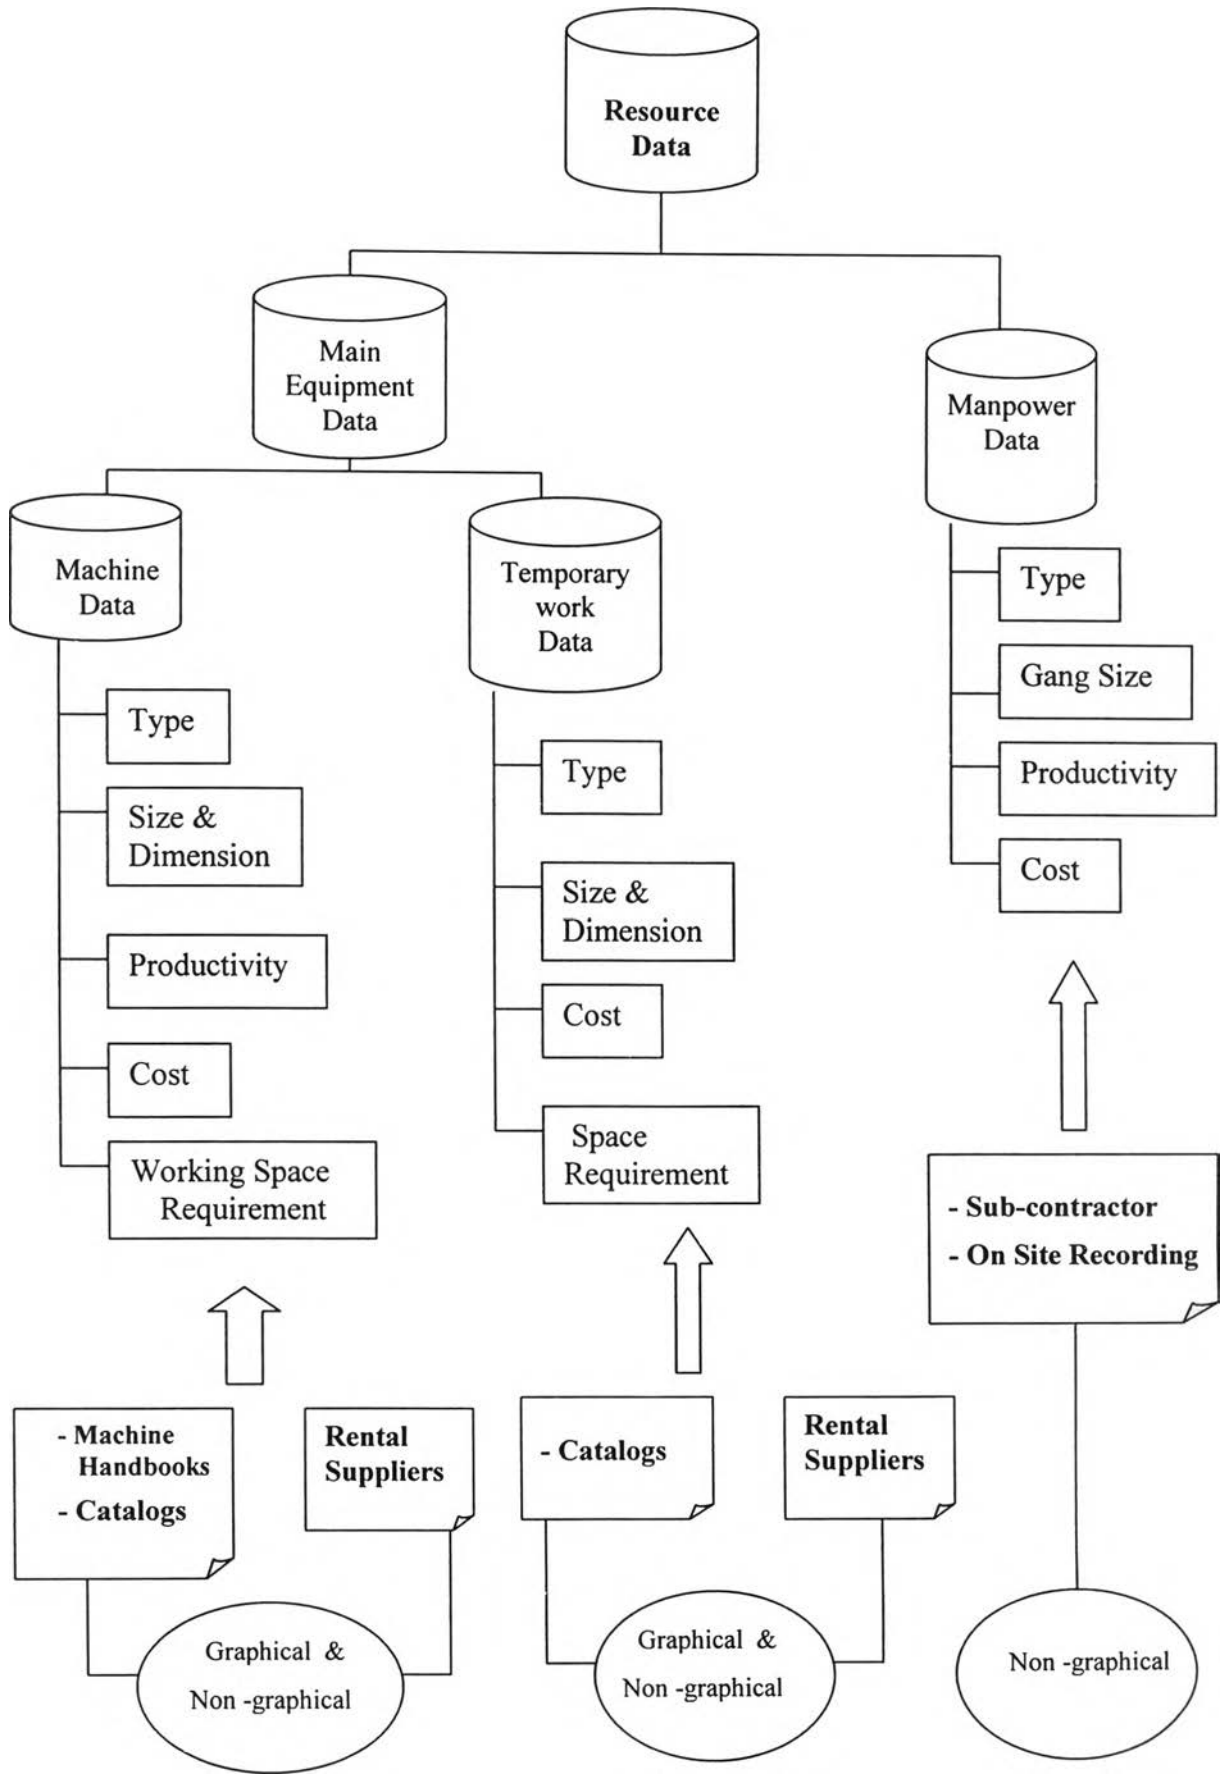 Resource
Data
Main
Equipment
Data
Manpower
Data
Machine
Data
Temporary
work
Data
Type
Size &
Dimension
Productivity
Cost
Working Space
Requirement
Type
Size &
Dimension
Cost
Space
Requirement
Type
Gang Size
Productivity
Cost
- Machine
Handbooks
- Catalogs
Rental
Suppliers
- Catalogs
Rental
Suppliers
- Sub-contractor
- On Site Recording
Graphical &
Non -graphical
Graphical &
Non -graphical
Non -graphical